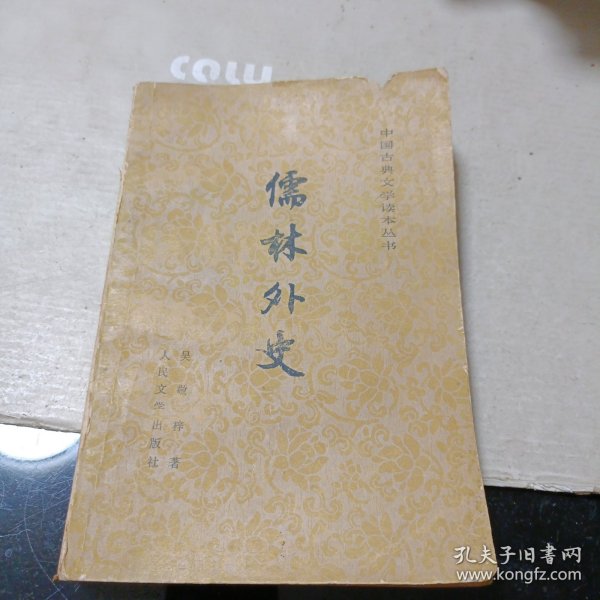 中国古典文学读本丛书
儒林外史
吴敬梓著
人民文学出版社
孔夫子旧书网
www.kongfz.com